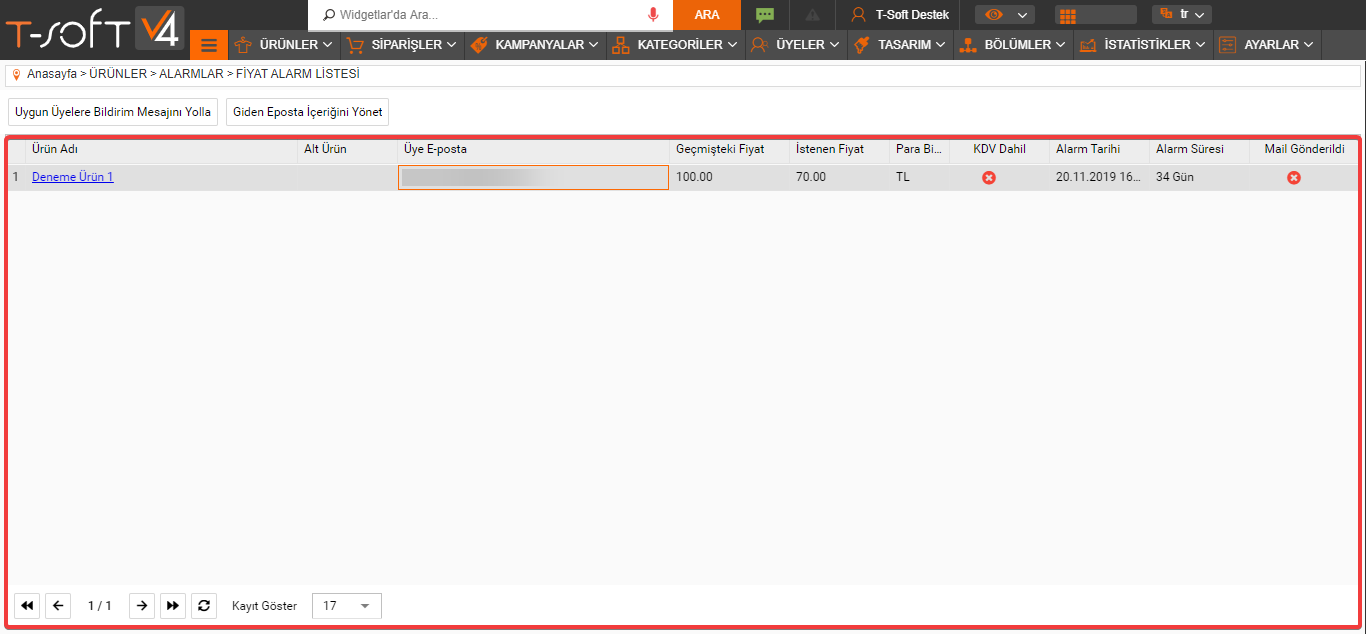 T-SOFT V4 Widgetlar'da Ara... ARA T-Soft Destek tr
ÜRÜNLER SİPARİŞLER KAMPANYALAR KATEGORİLER ÜYELER TASARIM BÖLÜMLER İSTATİSTİKLER AYARLAR
Anasayfa > ÜRÜNLER > ALARMLAR > FİYAT ALARM LİSTESİ
Uygun Üyelere Bildirim Mesajını Yolla Giden Eposta İçeriğini Yönet
Ürün Adı Alt Ürün Üye E-posta Geçmişteki Fiyat İstenen Fiyat Para Bi... KDV Dahil Alarm Tarihi Alarm Süresi Mail Gönderildi
1 Deneme Ürün 1 100.00 70.00 TL 20.11.2019 16... 34 Gün
1 / 1 Kayıt Göster 17